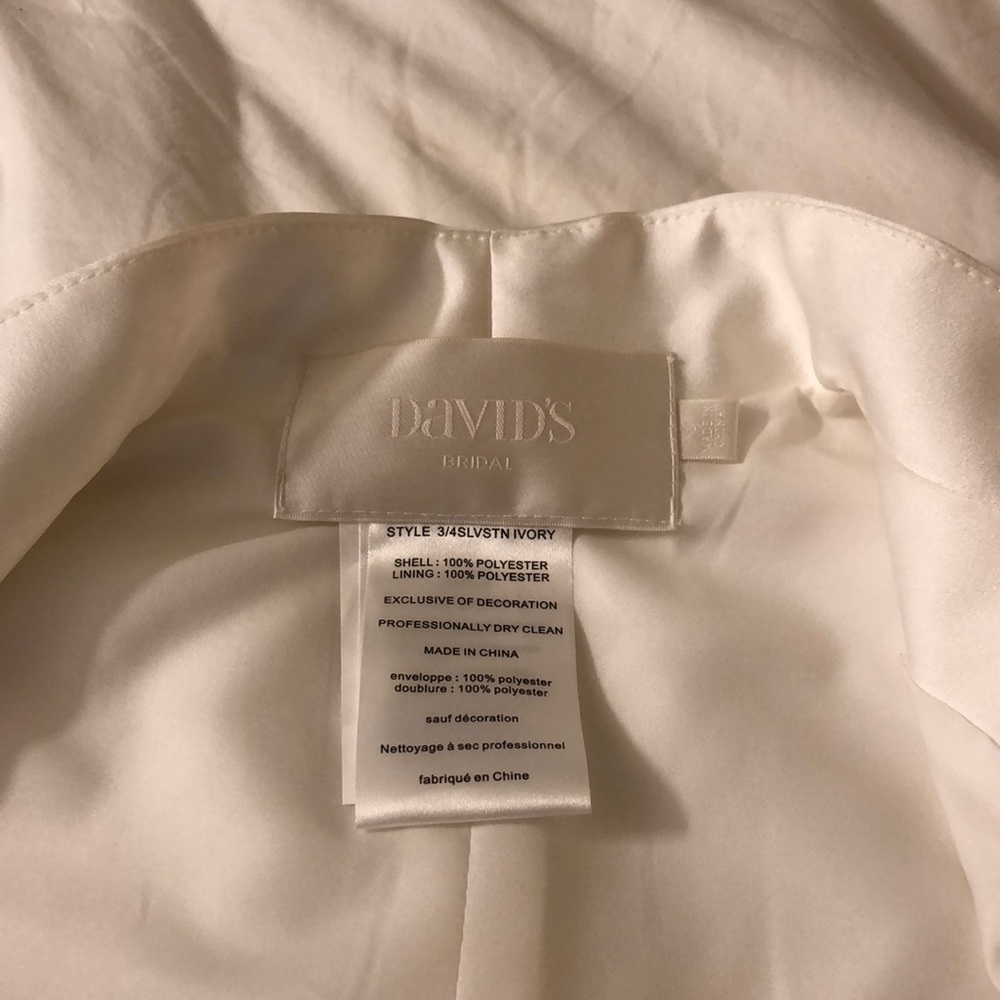 DAVID'S
BRIDAL
STYLE 3/4SLVSTN IVORY
SHELL : 100% POLYESTER
LINING : 100% POLYESTER
EXCLUSIVE OF DECORATION
PROFESSIONALLY DRY CLEAN
MADE IN CHINA
enveloppe : 100% polyester
doublure : 100% polyester
sauf décoration
Nettoyage à sec professionnel
fabriqué en Chine